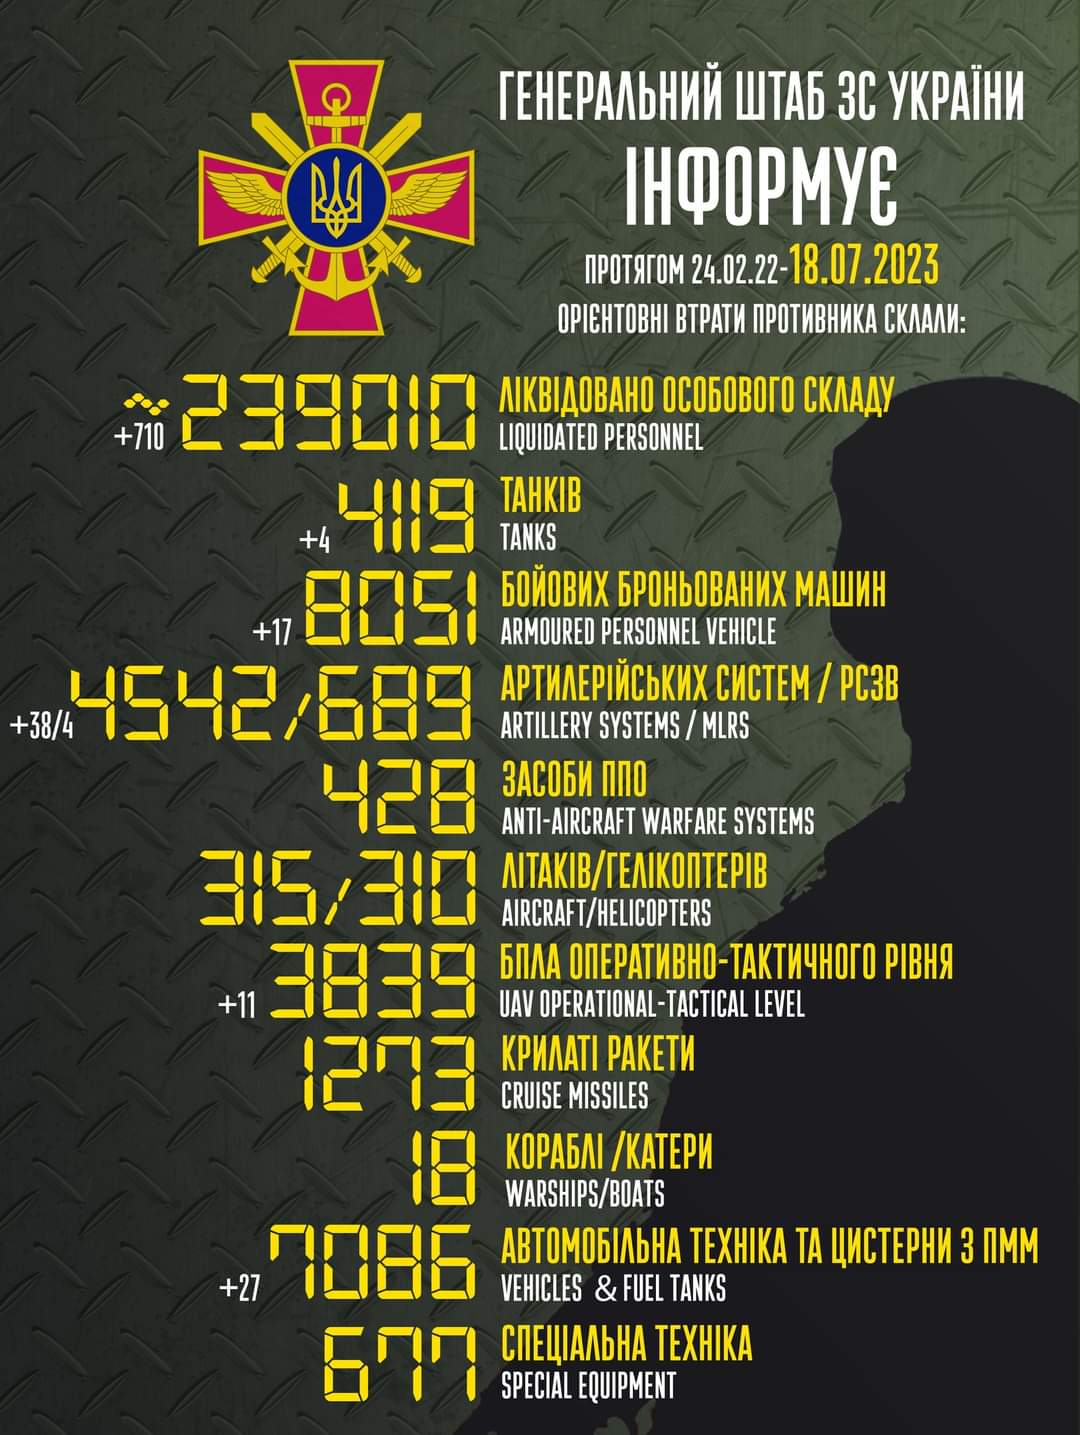 ГЕНЕРАЛЬНИЙ ШТАБ ЗС УКРАЇНИ
ІНФОРМУЄ
ПРОТЯГОМ 24.02.22-18.07.2023
ОРІЄНТОВНІ ВТРАТИ ПРОТИВНИКА СКЛАЛИ:
+710 ~239010 ЛІКВІДОВАНО ОСОБОВОГО СКЛАДУ
LIQUIDATED PERSONNEL
+4 4119 ТАНКІВ
TANKS
+17 8051 БОЙОВИХ БРОНЬОВАНИХ МАШИН
ARMOURED PERSONNEL VEHICLE
+38/4 4542/689 АРТИЛЕРІЙСЬКИХ СИСТЕМ / РСЗВ
ARTILLERY SYSTEMS / MLRS
428 ЗАСОБИ ППО
ANTI-AIRCRAFT WARFARE SYSTEMS
315/310 ЛІТАКІВ/ГЕЛІКОПТЕРІВ
AIRCRAFT/HELICOPTERS
+11 3839 БПЛА ОПЕРАТИВНО-ТАКТИЧНОГО РІВНЯ
UAV OPERATIONAL-TACTICAL LEVEL
1273 КРИЛАТІ РАКЕТИ
CRUISE MISSILES
18 КОРАБЛІ /КАТЕРИ
WARSHIPS/BOATS
+27 7086 АВТОМОБІЛЬНА ТЕХНІКА ТА ЦИСТЕРНИ З ПММ
VEHICLES & FUEL TANKS
677 СПЕЦІАЛЬНА ТЕХНІКА
SPECIAL EQUIPMENT